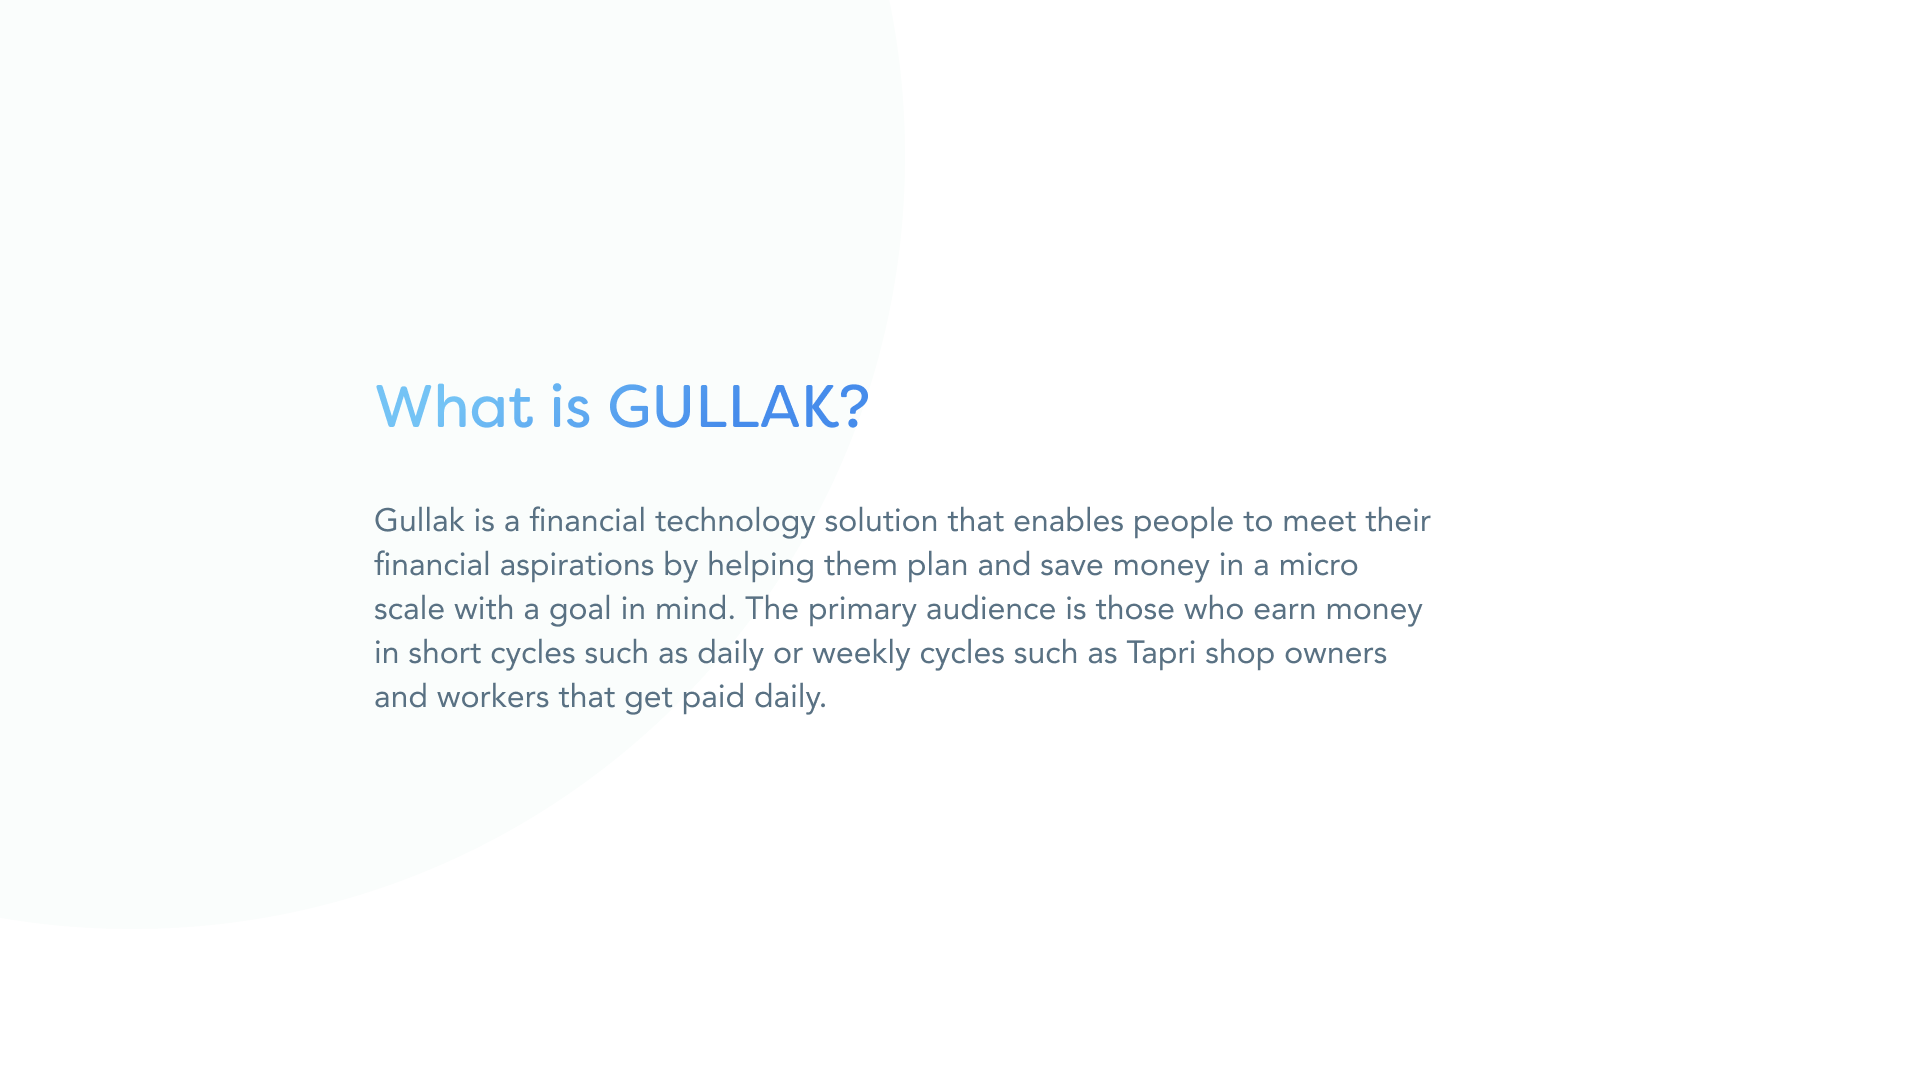 What is GULLAK?
Gullak is a financial technology solution that enables people to meet their
financial aspirations by helping them plan and save money in a micro
scale with a goal in mind. The primary audience is those who earn money
in short cycles such as daily or weekly cycles such as Tapri shop owners
and workers that get paid daily.